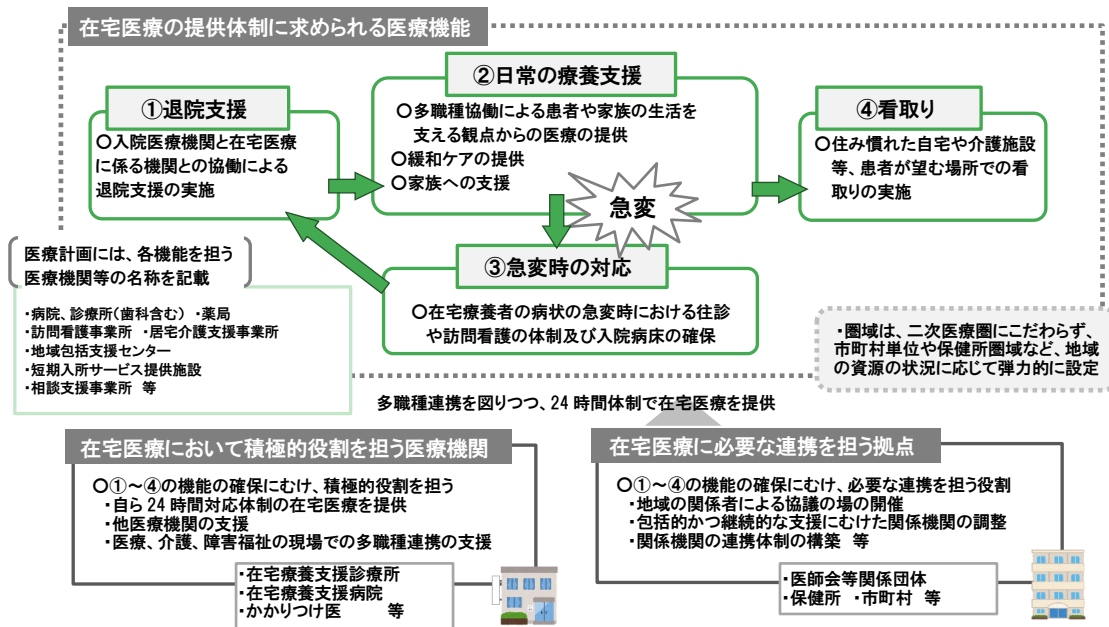 在宅医療の提供体制に求められる医療機能
①退院支援
〇入院医療機関と在宅医療
に係る機関との協働による
退院支援の実施
②日常の療養支援
〇多職種協働による患者や家族の生活を
支える観点からの医療の提供
〇緩和ケアの提供
〇家族への支援
急変
④看取り
〇住み慣れた自宅や介護施設
等、患者が望む場所での看
取りの実施
③急変時の対応
〇在宅療養者の病状の急変時における往診
や訪問看護の体制及び入院病床の確保
医療計画には、各機能を担う
医療機関等の名称を記載
・病院、診療所(歯科含む) ・薬局
・訪問看護事業所 ・居宅介護支援事業所
・地域包括支援センター
・短期入所サービス提供施設
・相談支援事業所 等
・圏域は、二次医療圏にこだわらず、
市町村単位や保健所圏域など、地域
の資源の状況に応じて弾力的に設定
多職種連携を図りつつ、24 時間体制で在宅医療を提供
在宅医療において積極的役割を担う医療機関
〇①～④の機能の確保にむけ、積極的役割を担う
・自ら 24 時間対応体制の在宅医療を提供
・他医療機関の支援
・医療、介護、障害福祉の現場での多職種連携の支援
・在宅療養支援診療所
・在宅療養支援病院
・かかりつけ医 等
在宅医療に必要な連携を担う拠点
〇①～④の機能の確保にむけ、必要な連携を担う役割
・地域の関係者による協議の場の開催
・包括的かつ継続的な支援にむけた関係機関の調整
・関係機関の連携体制の構築 等
・医師会等関係団体
・保健所 ・市町村 等